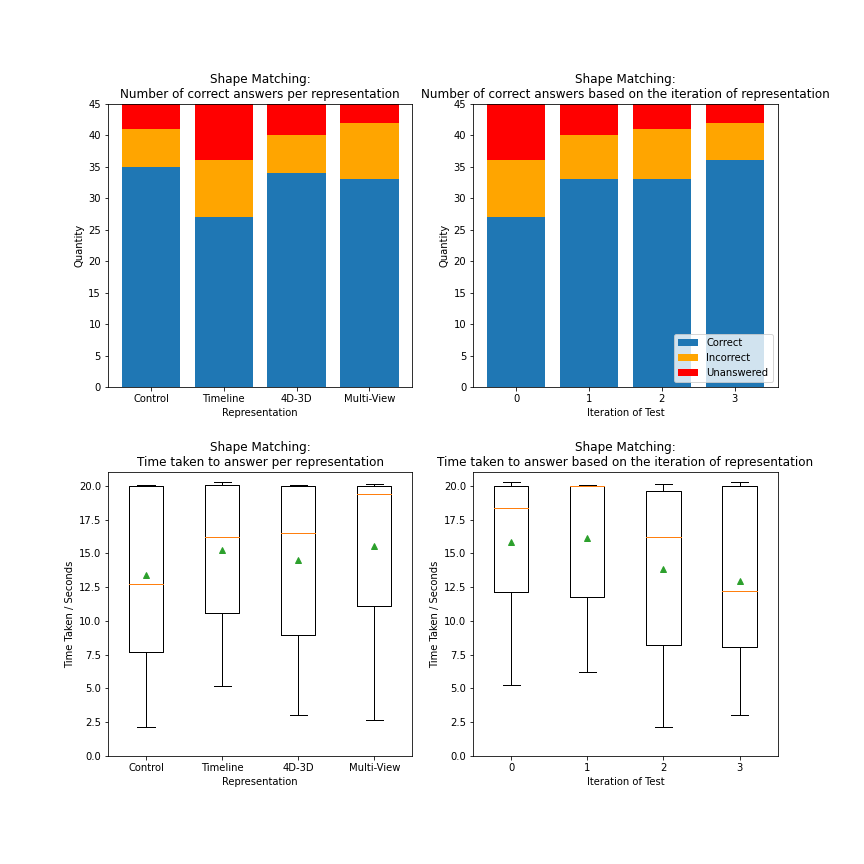 Shape Matching:
Number of correct answers per representation
45
40
35
30
25
20
15
10
5
0
Quantity
Control Timeline 4D-3D Multi-View
Representation
Shape Matching:
Number of correct answers based on the iteration of representation
45
40
35
30
25
20
15
10
5
0
Quantity
Correct
Incorrect
Unanswered
0 1 2 3
Iteration of Test
Shape Matching:
Time taken to answer per representation
20.0
17.5
15.0
12.5
10.0
7.5
5.0
2.5
0.0
Time Taken / Seconds
Control Timeline 4D-3D Multi-View
Representation
Shape Matching:
Time taken to answer based on the iteration of representation
20.0
17.5
15.0
12.5
10.0
7.5
5.0
2.5
0.0
Time Taken / Seconds
0 1 2 3
Iteration of Test